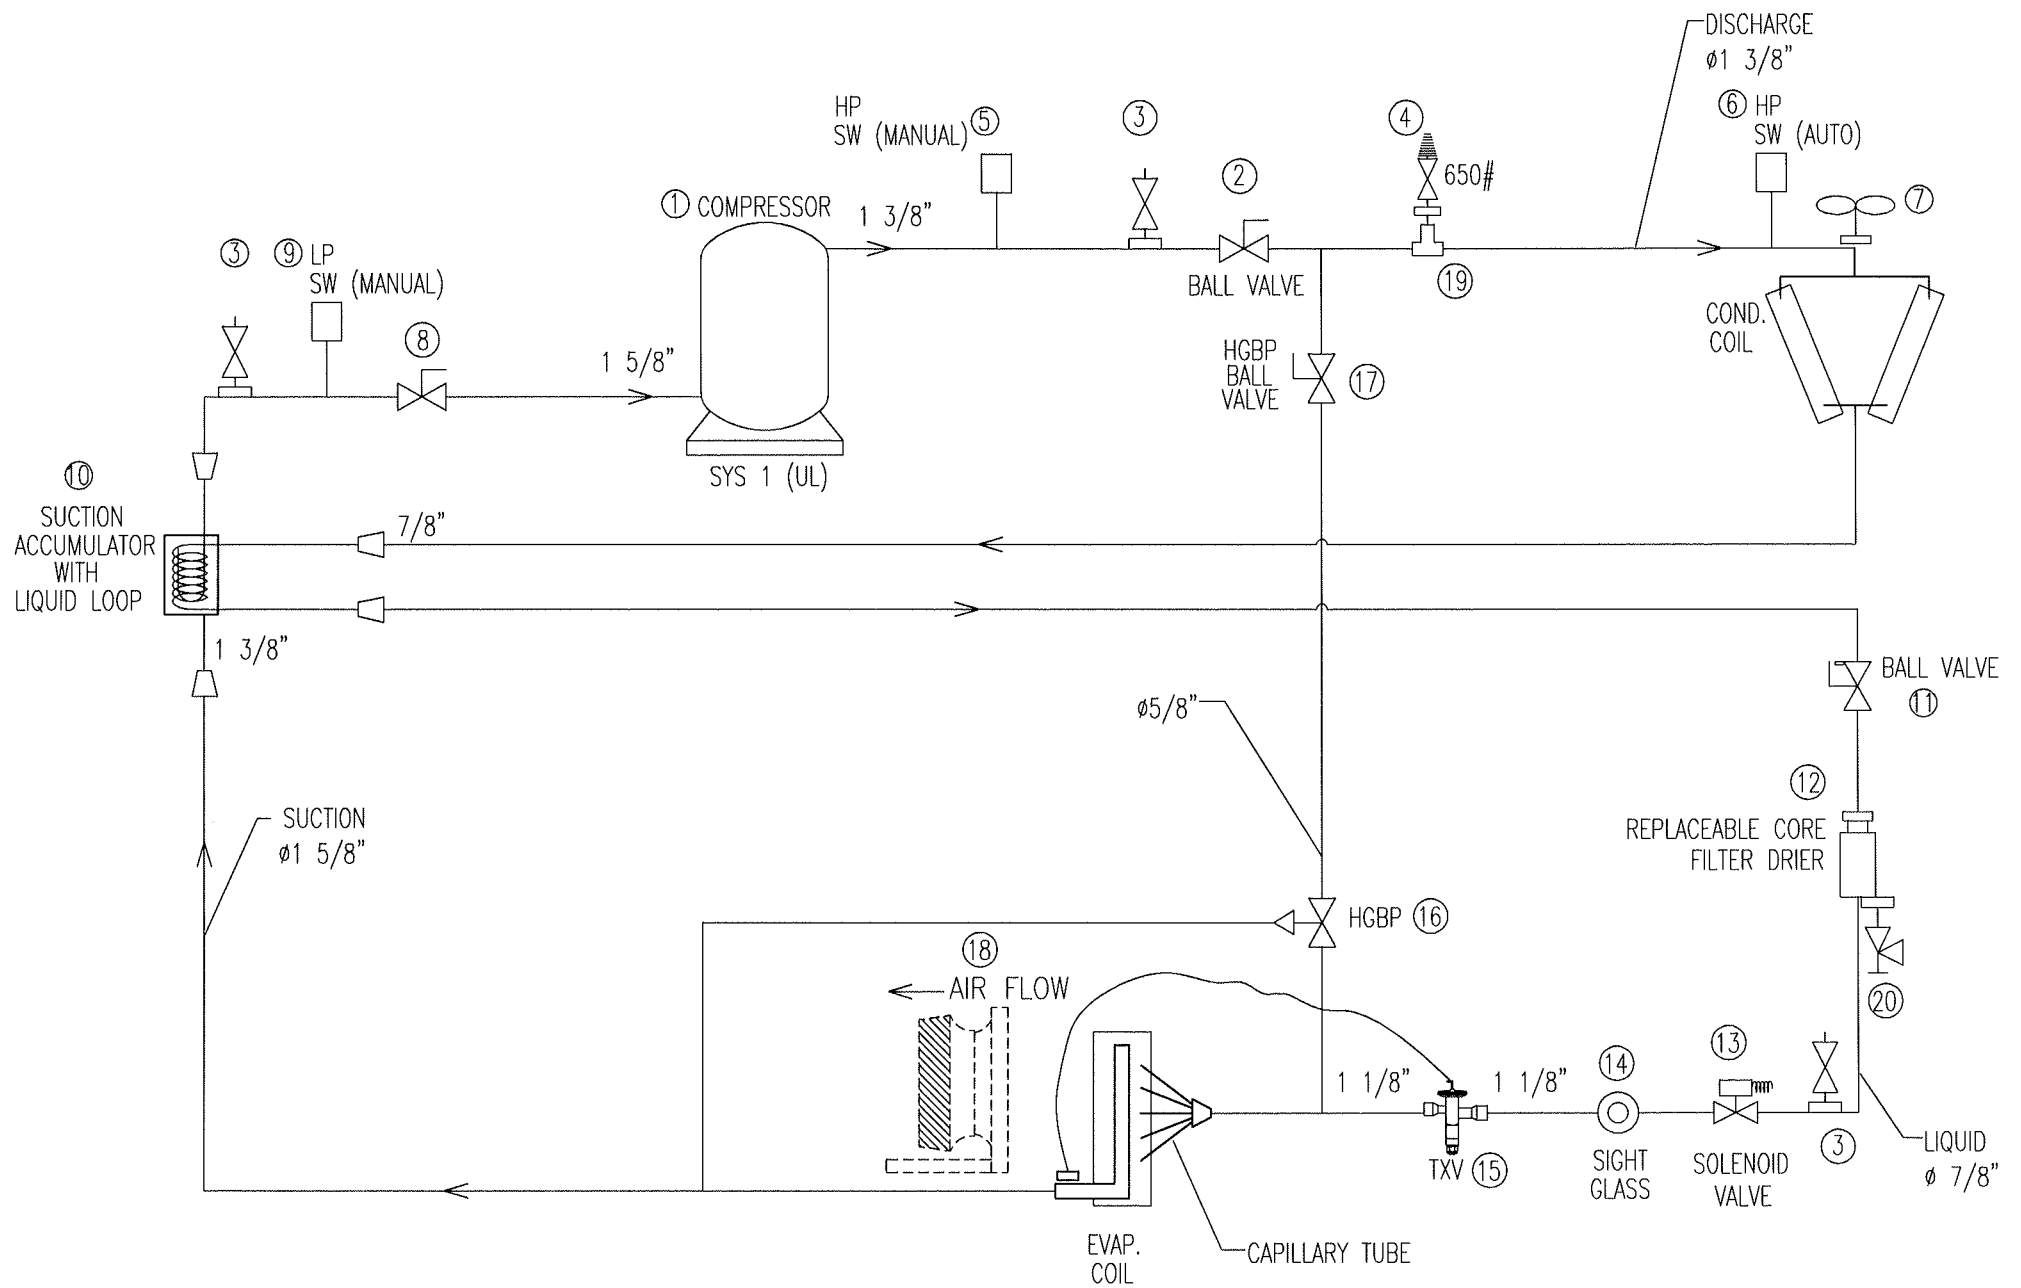 DISCHARGE
ø1 3/8"
HP
SW (MANUAL)
5
3
4
650#
6
HP
SW (AUTO)
2
7
1
COMPRESSOR
1 3/8"
3
9
LP
SW (MANUAL)
BALL VALVE
19
8
1 5/8"
COND.
COIL
HGBP
BALL
VALVE
17
SYS 1 (UL)
10
SUCTION
ACCUMULATOR
WITH
LIQUID LOOP
7/8"
1 3/8"
BALL VALVE
11
ø5/8"
12
REPLACEABLE CORE
FILTER DRIER
SUCTION
ø1 5/8"
HGBP
16
18
AIR FLOW
20
13
14
1 1/8"
1 1/8"
3
TXV
15
SIGHT
GLASS
SOLENOID
VALVE
LIQUID
ø 7/8"
EVAP.
COIL
CAPILLARY TUBE